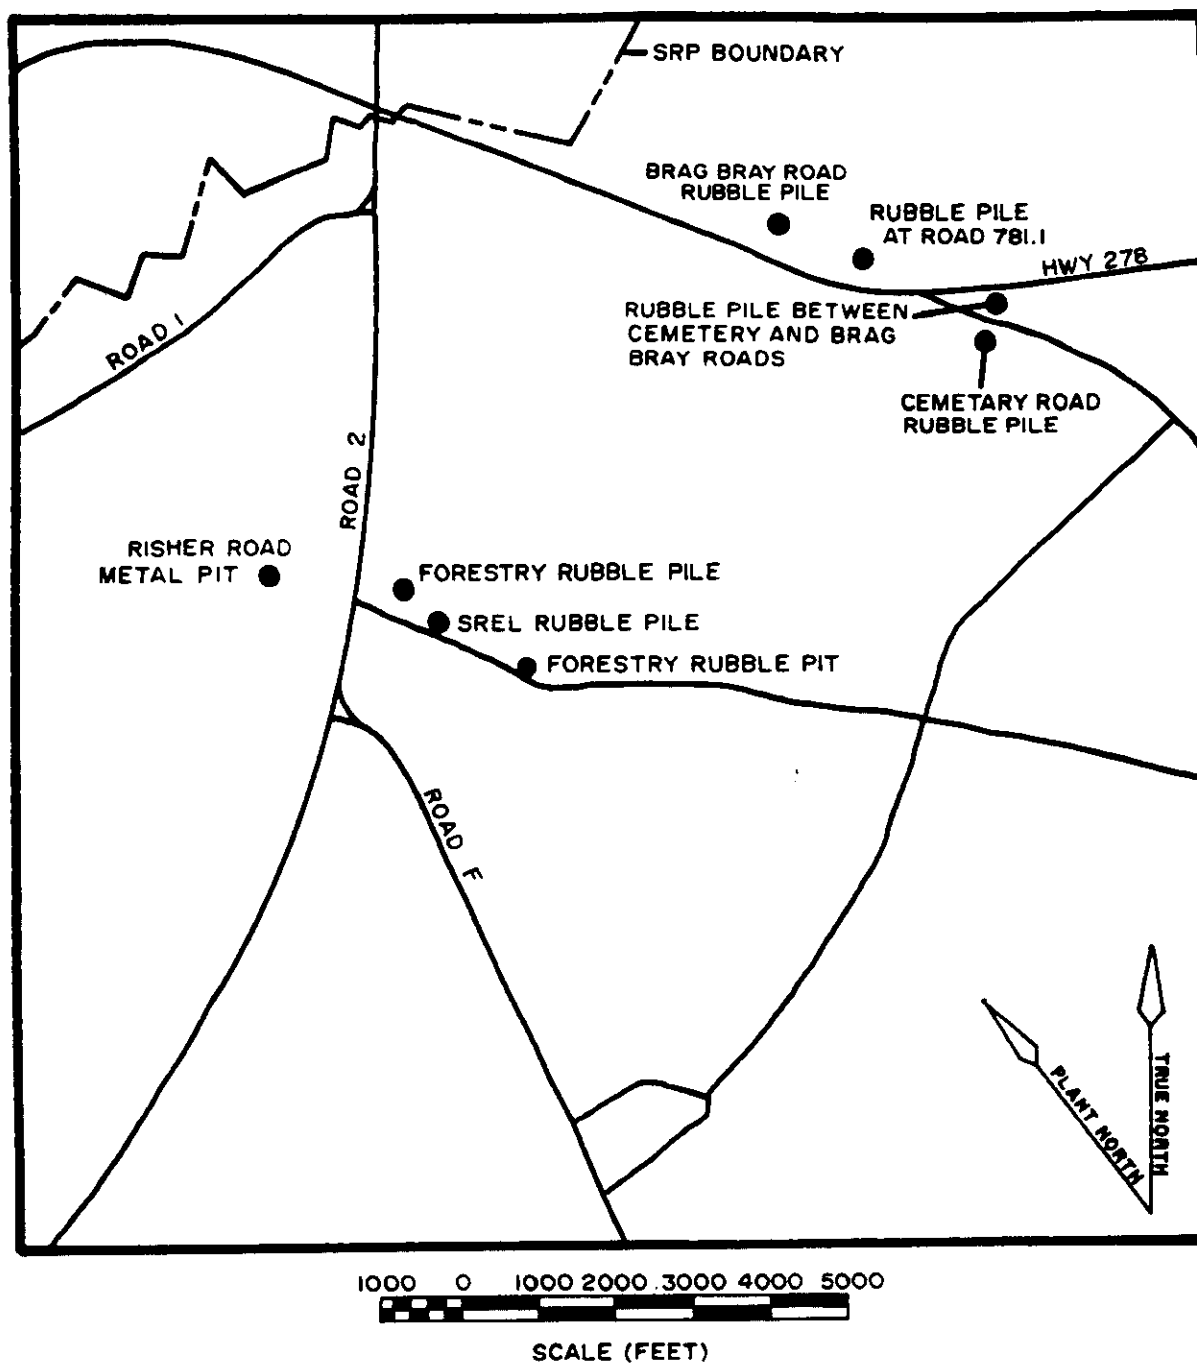 SRP BOUNDARY
BRAG BRAY ROAD
RUBBLE PILE
RUBBLE PILE
AT ROAD 781.1
HWY 278
RUBBLE PILE BETWEEN
CEMETERY AND BRAG
BRAY ROADS
CEMETARY ROAD
RUBBLE PILE
ROAD 1
ROAD 2
RISHER ROAD
METAL PIT
FORESTRY RUBBLE PILE
SREL RUBBLE PILE
FORESTRY RUBBLE PIT
ROAD F
PLANT NORTH
TRUE NORTH
1000 0 1000 2000 3000 4000 5000
SCALE (FEET)